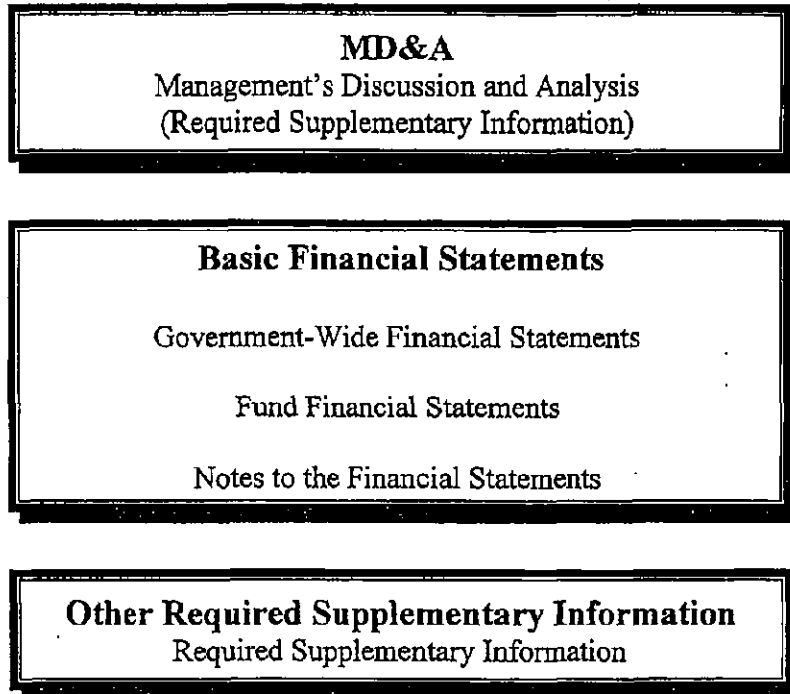 MD&A
Management's Discussion and Analysis
(Required Supplementary Information)
Basic Financial Statements
Government-Wide Financial Statements
Fund Financial Statements
Notes to the Financial Statements
Other Required Supplementary Information
Required Supplementary Information